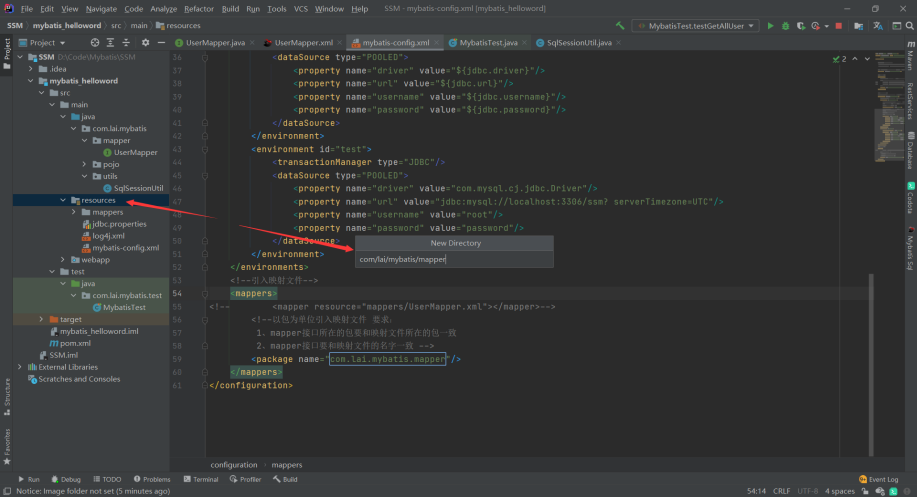 File Edit View Navigate Code Analyze Refactor Build Run Tools VCS Window Help SSM - mybatis-config.xml [mybatis_helloword]
SSM mybatis_helloword src main resources
MybatisTest.testGetAllUser
Project
UserMapper.java
UserMapper.xml
mybatis-config.xml
MybatisTest.java
SqlSessionUtil.java
SSM D:\Code\Mybatis\SSM
.idea
mybatis_helloword
src
main
java
com.lai.mybatis
mapper
UserMapper
pojo
utils
SqlSessionUtil
resources
mappers
jdbc.properties
log4j.xml
mybatis-config.xml
webapp
test
java
com.lai.mybatis.test
MybatisTest
target
mybatis_helloword.iml
pom.xml
SSM.iml
External Libraries
Scratches and Consoles
36 <dataSource type="POOLED">
37 <property name="driver" value="${jdbc.driver}"/>
38 <property name="url" value="${jdbc.url}"/>
39 <property name="username" value="${jdbc.username}"/>
40 <property name="password" value="${jdbc.password}"/>
41 </dataSource>
42 </environment>
43 <environment id="test">
44 <transactionManager type="JDBC"/>
45 <dataSource type="POOLED">
46 <property name="driver" value="com.mysql.cj.jdbc.Driver"/>
47 <property name="url" value="jdbc:mysql://localhost:3306/ssm? serverTimezone=UTC"/>
48 <property name="username" value="root"/>
49 <property name="password" value="password"/>
50 </dataSource>
51 </environment>
52 </environments>
53 <!--引入映射文件-->
54 <mappers>
55 <!-- <mapper resource="mappers/UserMapper.xml"></mapper>-->
56 <!--以包为单位引入映射文件 要求:
57 1、mapper接口所在的包要和映射文件所在的包一致
58 2、mapper接口要和映射文件的名字一致 -->
59 <package name="com.lai.mybatis.mapper"/>
60 </mappers>
61 </configuration>
New Directory
com/lai/mybatis/mapper
2
configuration mappers
Project
Structure
Favorites
Maven
RestServices
Database
Codota
Mybatis Sql
Run Debug TODO Problems Terminal Profiler Build Event Log
Notice: Image folder not set (5 minutes ago) 54:14 CRLF UTF-8 4 spaces